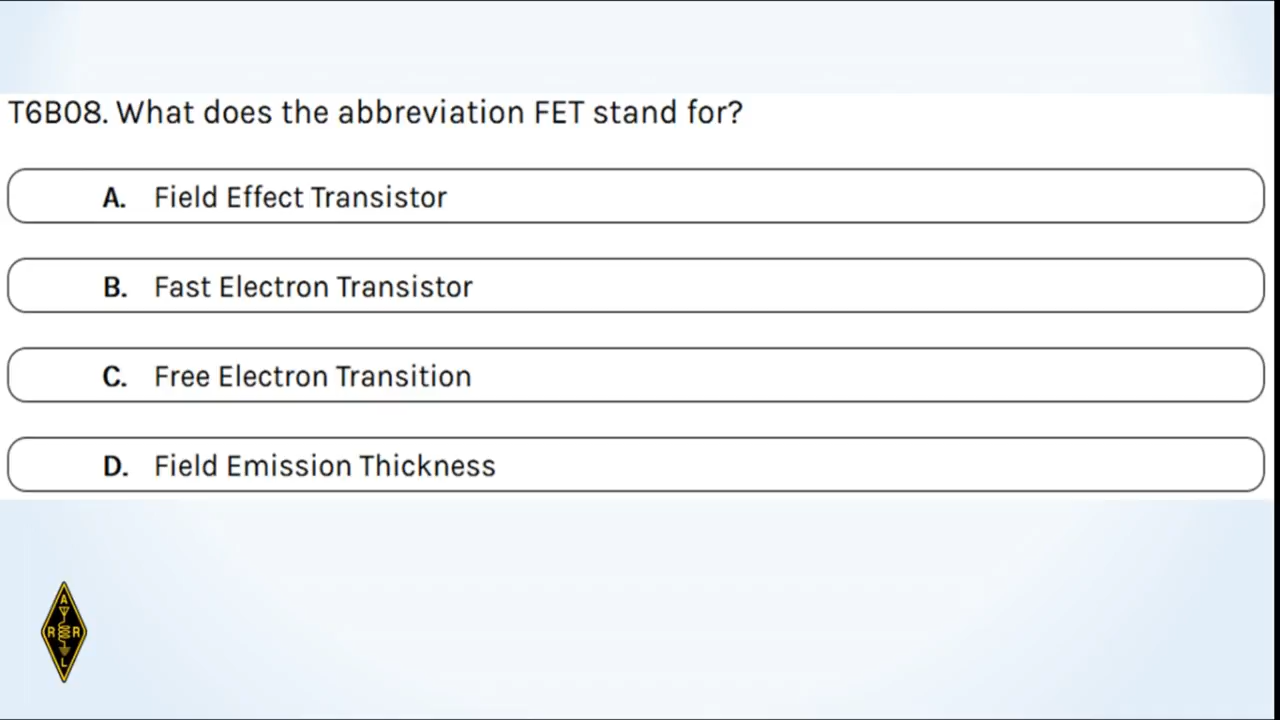 T6B08. What does the abbreviation FET stand for?
A. Field Effect Transistor
B. Fast Electron Transistor
C. Free Electron Transition
D. Field Emission Thickness
A
R R
L